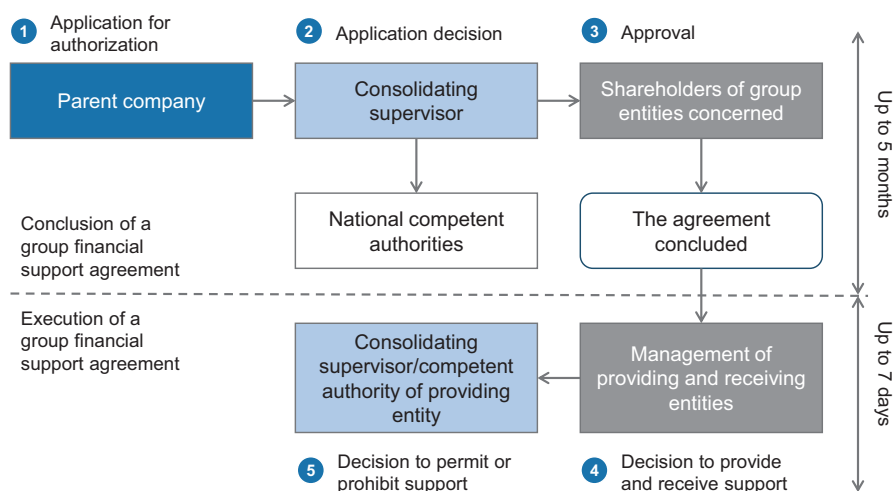 1 Application for
authorization
2 Application decision
3 Approval
Parent company
Consolidating
supervisor
Shareholders of group
entities concerned
Up to 5 months
National competent
authorities
The agreement
concluded
Conclusion of a
group financial
support agreement
Execution of a
group financial
support agreement
Consolidating
supervisor/competent
authority of providing
entity
Management of
providing and receiving
entities
Up to 7 days
5 Decision to permit or
prohibit support
4 Decision to provide
and receive support